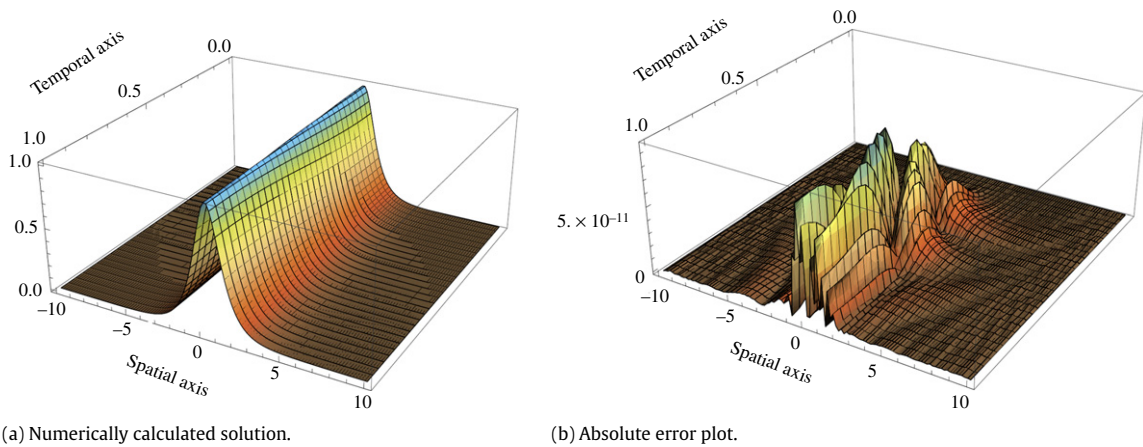 Temporal axis
0.0
0.5
1.0
1.0
0.5
0.0
−10
−5
0
5
10
Spatial axis
(a) Numerically calculated solution.
Temporal axis
0.0
0.5
1.0
5. × 10−11
0
−10
−5
0
5
10
Spatial axis
(b) Absolute error plot.